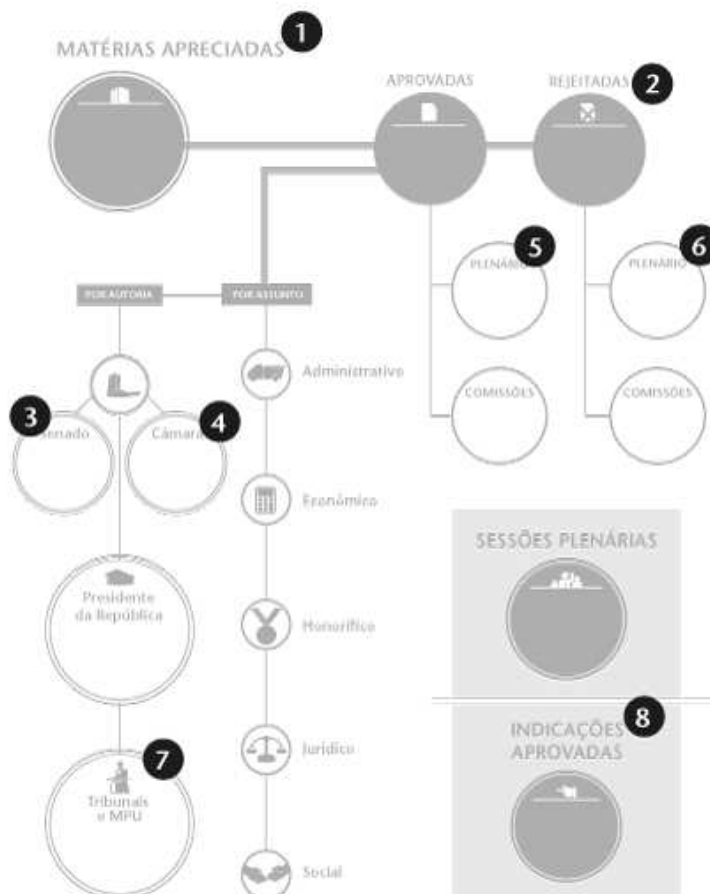 MATÉRIAS APRECIADAS 1
APROVADAS
REJEITADAS 2
PLENÁRIO 5
PLENÁRIO 6
POR AUTORIA
POR ASSUNTO
Administrativo
COMISSÕES
COMISSÕES
3 Senado
Câmara 4
Econômico
SESSÕES PLENÁRIAS
Presidente
da República
Honorífico
INDICAÇÕES 8
APROVADAS
Jurídico
7
Tribunais
e MPU
Social